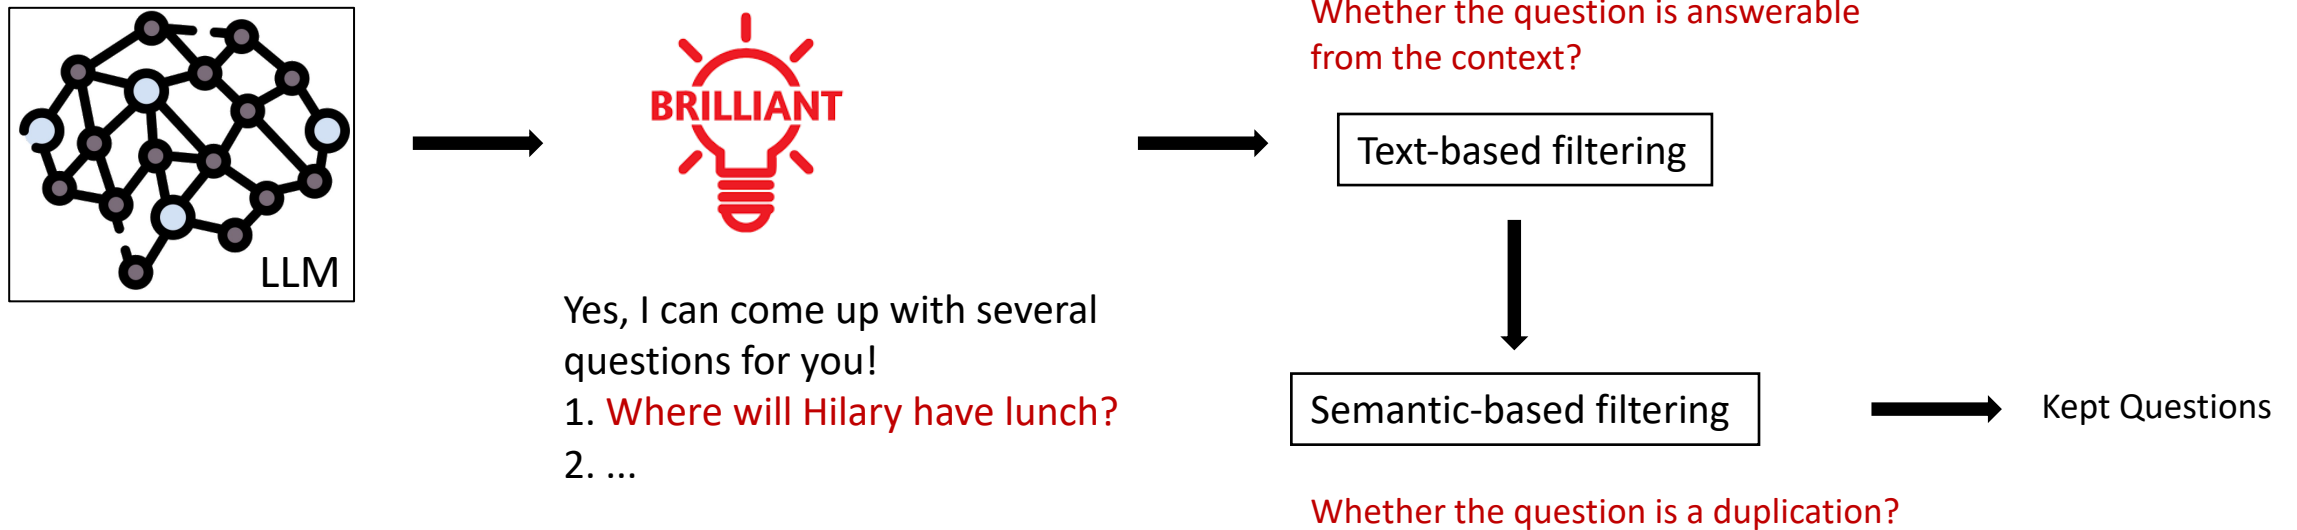 LLM
BRILLIANT
Yes, I can come up with several
questions for you!
1. Where will Hilary have lunch?
2. ...
Whether the question is answerable
from the context?
Text-based filtering
Semantic-based filtering
Whether the question is a duplication?
Kept Questions